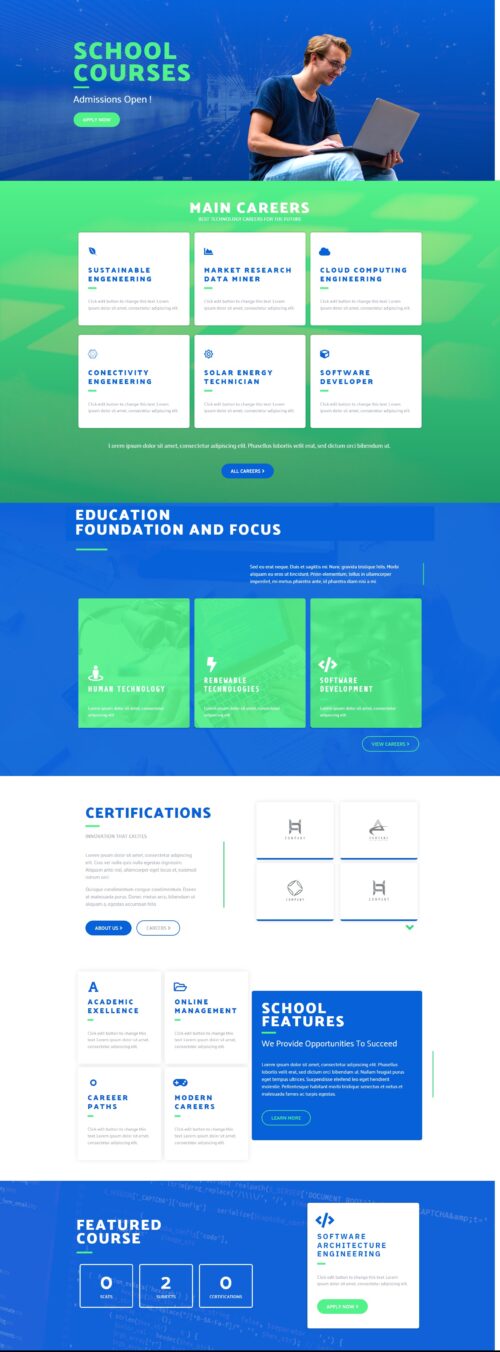 SCHOOL
COURSES
Admissions Open !
APPLY NOW
MAIN CAREERS
BEST TECHNOLOGY CAREERS FOR THE FUTURE
SUSTAINABLE
ENGENEERING
Click edit button to change this text. Lorem
ipsum dolor sit amet, consectetur adipiscing elit
MARKET RESEARCH
DATA MINER
Click edit button to change this text. Lorem
ipsum dolor sit amet, consectetur adipiscing elit
CLOUD COMPUTING
ENGINEERING
Click edit button to change this text. Lorem
ipsum dolor sit amet, consectetur adipiscing elit
CONECTIVITY
ENGENEERING
Click edit button to change this text. Lorem
ipsum dolor sit amet, consectetur adipiscing elit
SOLAR ENERGY
TECHNICIAN
Click edit button to change this text. Lorem
ipsum dolor sit amet, consectetur adipiscing elit
SOFTWARE
DEVELOPER
Click edit button to change this text. Lorem
ipsum dolor sit amet, consectetur adipiscing elit
Lorem ipsum dolor sit amet, consectetur adipiscing elit. Phasellus lobortis velit erat, sed dictum orci bibendum at.
ALL CAREERS >
EDUCATION
FOUNDATION AND FOCUS
Sed eu erat neque. Duis et sagittis mi. Nunc gravida tristique felis. Morbi
aliquam eu eros ut tincidunt. Proin elementum, tellus in ullamcorper
imperdiet, mi metus pharetra ante, id pharetra diam nisi a mi
HUMAN TECHNOLOGY
Lorem ipsum dolor sit amet, consectetur
adipiscing elit
RENEWABLE
TECHNOLOGIES
Lorem ipsum dolor sit amet, consectetur
adipiscing elit
SOFTWARE
DEVELOPMENT
Lorem ipsum dolor sit amet, consectetur
adipiscing elit
VIEW CAREERS >
CERTIFICATIONS
INNOVATION THAT EXCITES
Lorem ipsum dolor sit amet, consectetur adipiscing
elit. Cras vel nulla quis nulla egestas dignissim.
Aliquam ante nisl, ullamcorper eget locus et, euismod
rutrum orci
Quisque condimentum congue condimentum. Donec
at malesuada purus. Donec metus arcu, bibendum ut
aliquam a, egestas accumsan felis
ABOUT US >
CAREERS >
COMPANY
COMPANY
COMPANY
COMPANY
ACADEMIC
EXELLENCE
Click edit button to change this
text. Lorem ipsum dolor sit amet,
consectetur adipiscing elit
ONLINE
MANAGEMENT
Click edit button to change this
text. Lorem ipsum dolor sit amet,
consectetur adipiscing elit
CAREEER
PATHS
Click edit button to change this
text. Lorem ipsum dolor sit amet,
consectetur adipiscing elit
MODERN
CAREERS
Click edit button to change this
text. Lorem ipsum dolor sit amet,
consectetur adipiscing elit
SCHOOL
FEATURES
We Provide Opportunities To Succeed
Lorem ipsum dolor sit amet, consectetur adipiscing elit. Phasellus
lobortis velit erat, sed dictum orci bibendum at. Nullam feugiat purus
eget tempus ultrices. Suspendisse eleifend leo eget hendrerit
molestie. Pellentesque habitant morbi tristique senectus et netus et
malesuada fames ac turpis egestas.
LEARN MORE
FEATURED
COURSE
0
SEATS
2
SUBJECTS
0
CERTIFICATIONS
SOFTWARE
ARCHITECTURE
ENGINEERING
Click edit button to change this text. Lorem
ipsum dolor sit amet, consectetur adipiscing
elit
APPLY NOW >